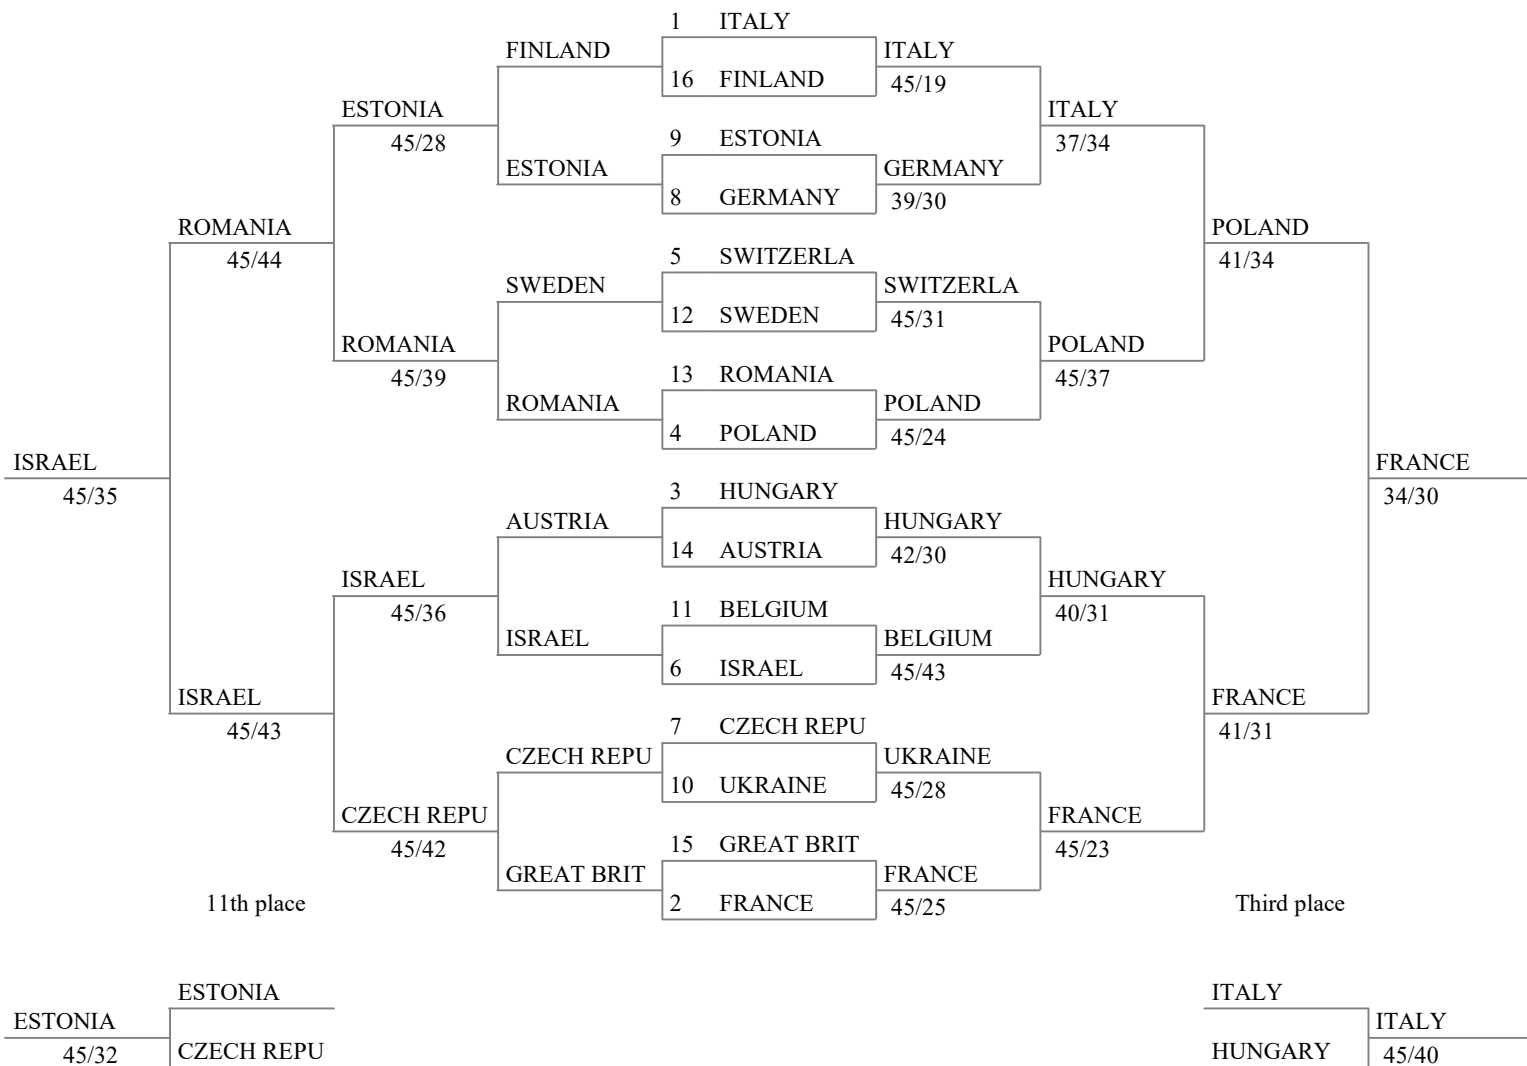 1 ITALY
FINLAND ITALY
16 FINLAND 45/19
ESTONIA ITALY
45/28 9 ESTONIA 37/34
ESTONIA GERMANY
8 GERMANY 39/30
ROMANIA POLAND
45/44 5 SWITZERLA 41/34
SWEDEN SWITZERLA
12 SWEDEN 45/31
ROMANIA POLAND
45/39 13 ROMANIA 45/37
ROMANIA POLAND
4 POLAND 45/24
ISRAEL FRANCE
45/35 3 HUNGARY 34/30
AUSTRIA HUNGARY
14 AUSTRIA 42/30
ISRAEL HUNGARY
45/36 11 BELGIUM 40/31
ISRAEL BELGIUM
6 ISRAEL 45/43
ISRAEL FRANCE
45/43 7 CZECH REPU 41/31
CZECH REPU UKRAINE
10 UKRAINE 45/28
CZECH REPU FRANCE
45/42 15 GREAT BRIT 45/23
GREAT BRIT FRANCE
11th place 2 FRANCE 45/25 Third place
ESTONIA ITALY
ESTONIA ITALY
45/32 CZECH REPU HUNGARY 45/40